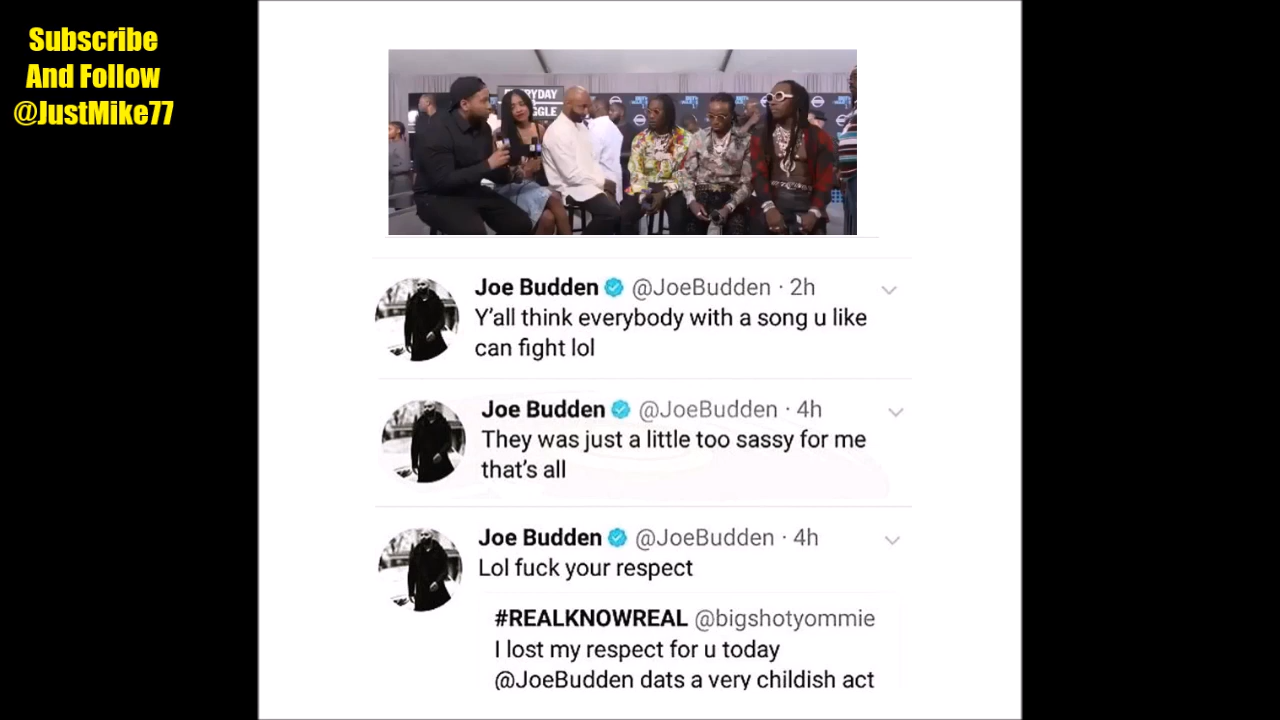 Subscribe
And Follow
@JustMike77
RYDAY
GGLE
Joe Budden @JoeBudden · 2h
Y'all think everybody with a song u like
can fight lol
Joe Budden @JoeBudden · 4h
They was just a little too sassy for me
that's all
Joe Budden @JoeBudden · 4h
Lol fuck your respect
#REALKNOWREAL @bigshotyommie
I lost my respect for u today
@JoeBudden dats a very childish act